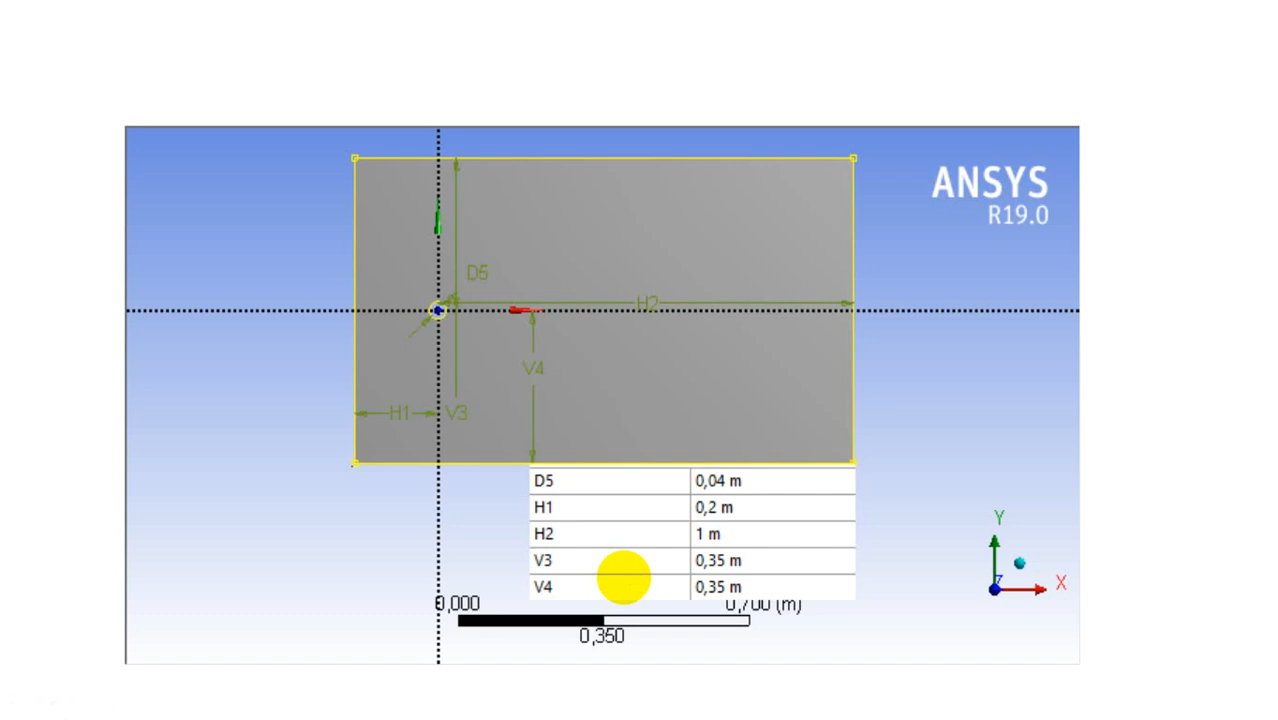 ANSYS
R19.0
D5
H2
V4
H1
V3
D5 0,04 m
H1 0,2 m
H2 1 m
V3 0,35 m
V4 0,35 m
0,000 0,700 (m)
0,350
Y
Z
X